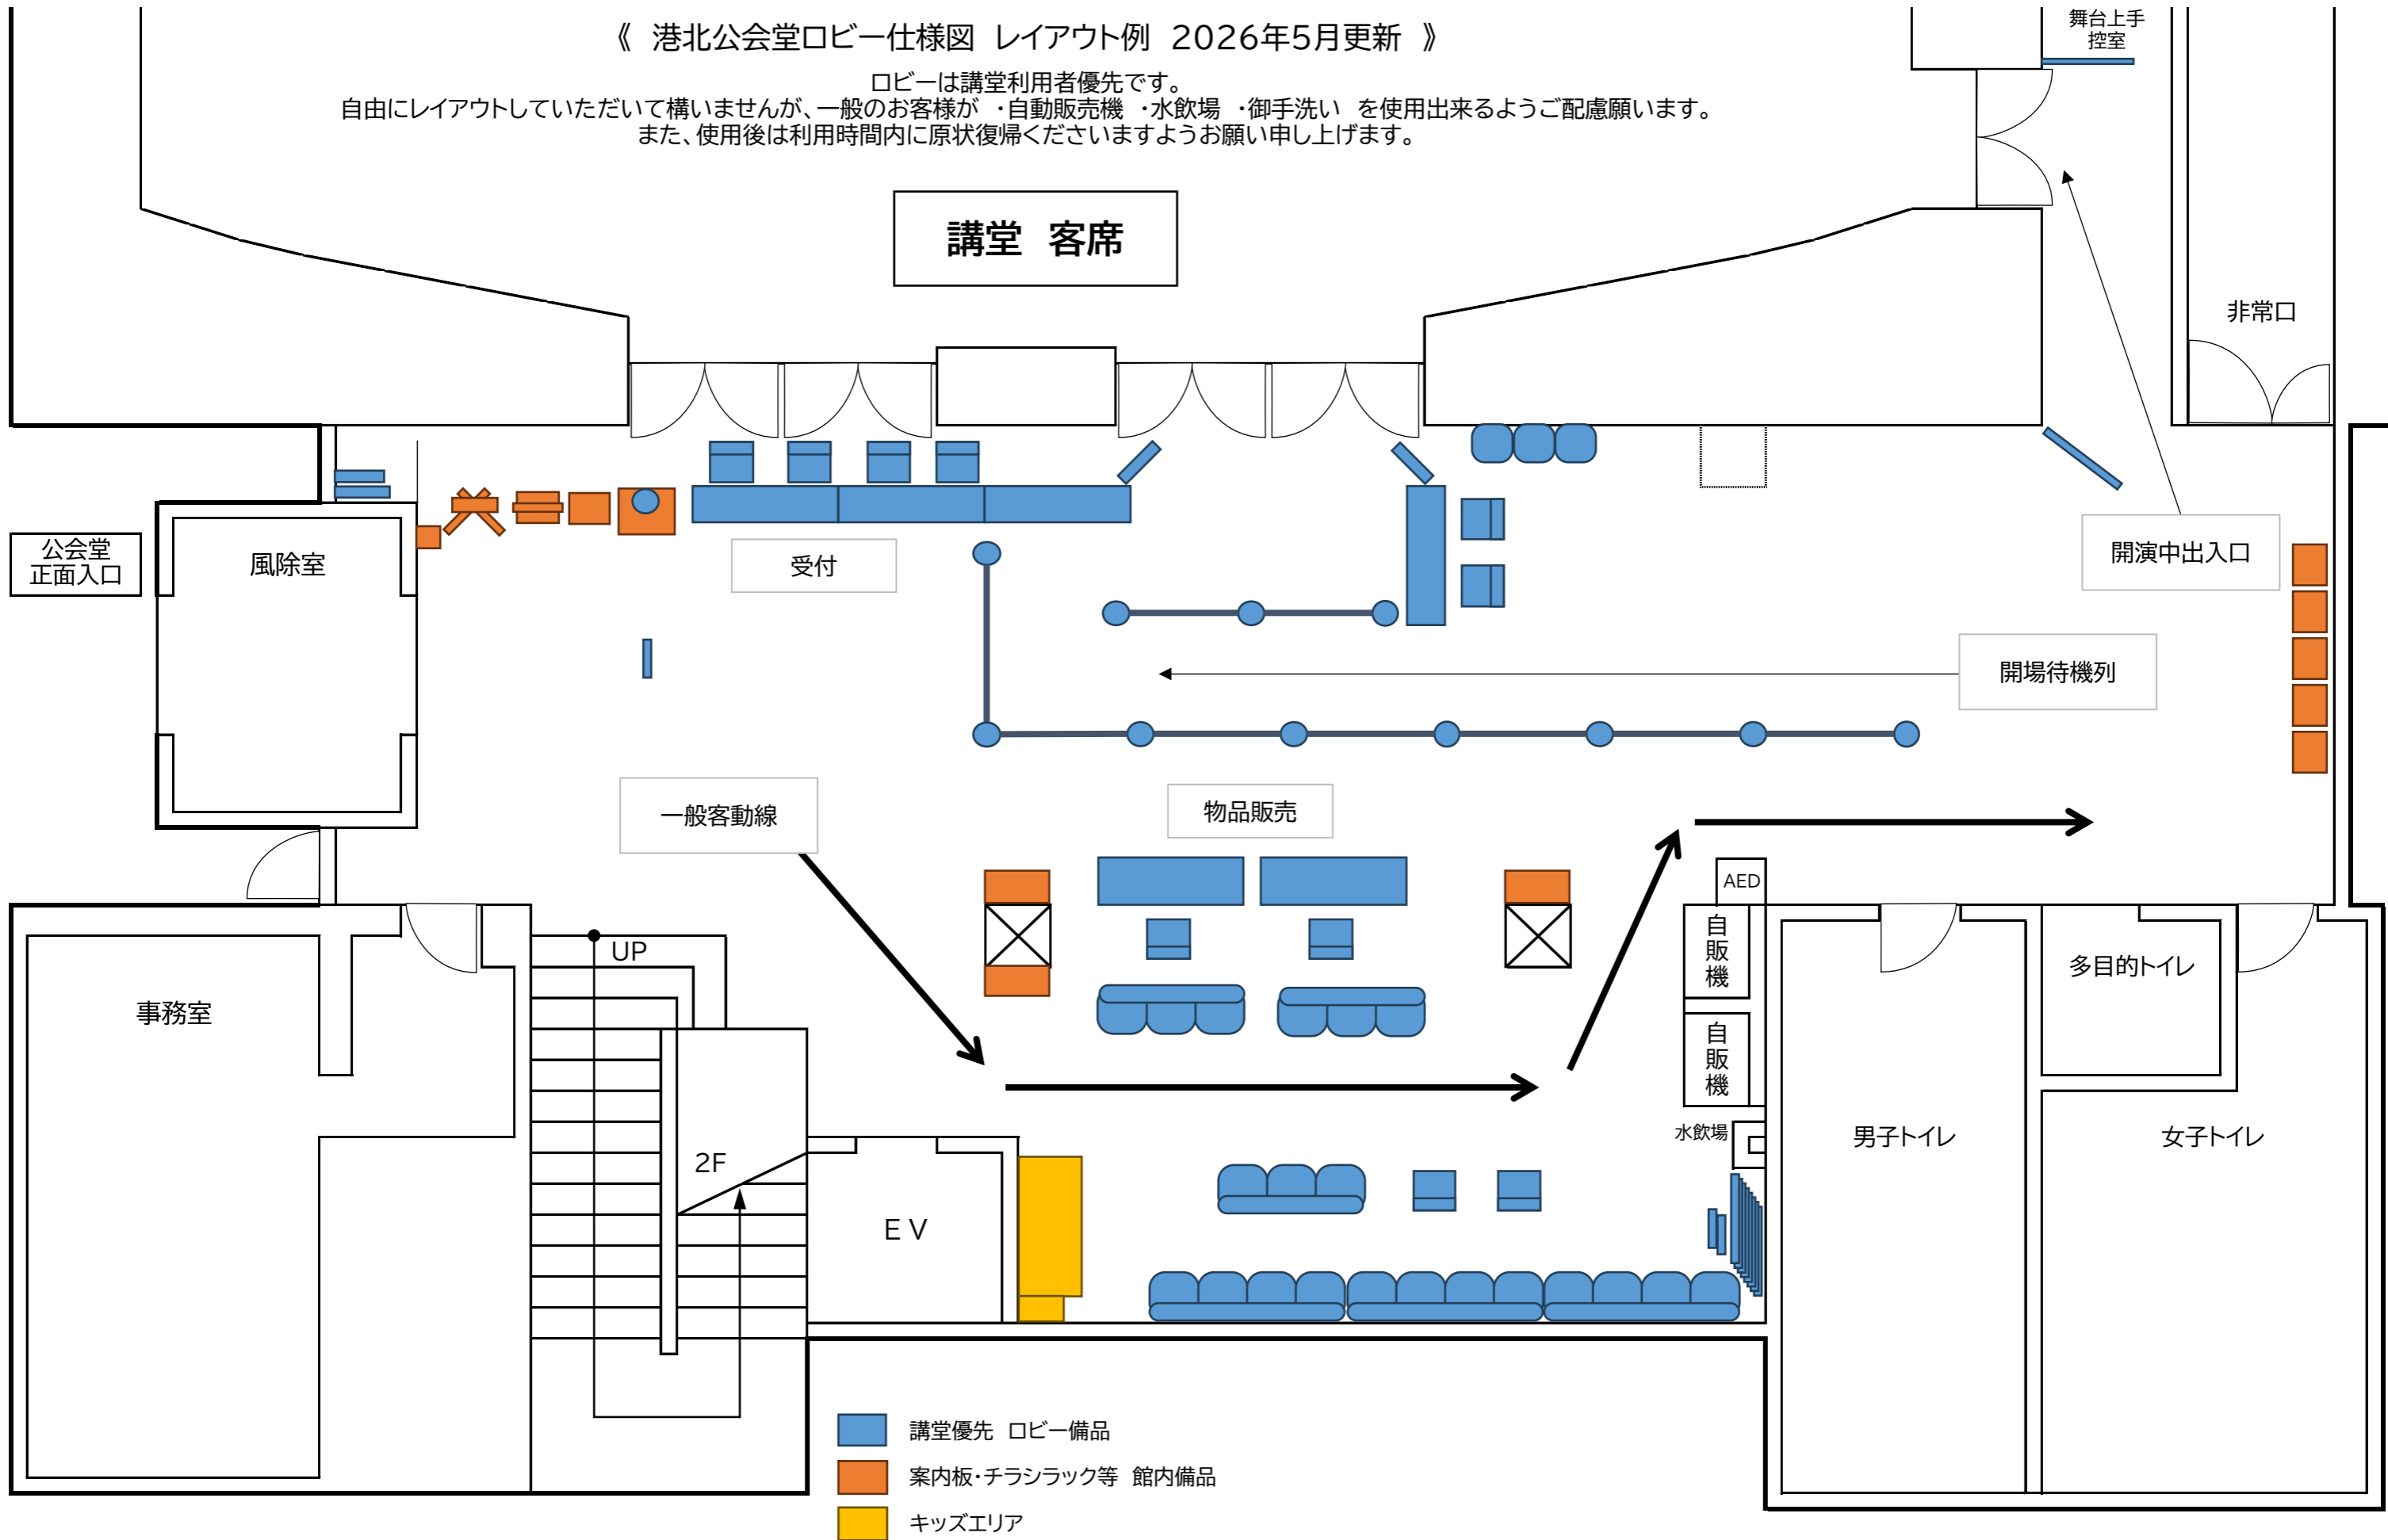 《 港北公会堂ロビー仕様図 レイアウト例 2026年5月更新 》
ロビーは講堂利用者優先です。
自由にレイアウトしていただいて構いませんが、一般のお客様が ・自動販売機 ・水飲場 ・御手洗い を使用出来るようご配慮願います。
また、使用後は利用時間内に原状復帰くださいますようお願い申し上げます。
舞台上手
控室
講堂 客席
非常口
公会堂
正面入口
風除室
受付
開演中出入口
開場待機列
一般客動線
物品販売
AED
自販機
自販機
水飲場
UP
2F
事務室
EV
多目的トイレ
男子トイレ
女子トイレ
講堂優先 ロビー備品
案内板・チラシラック等 館内備品
キッズエリア